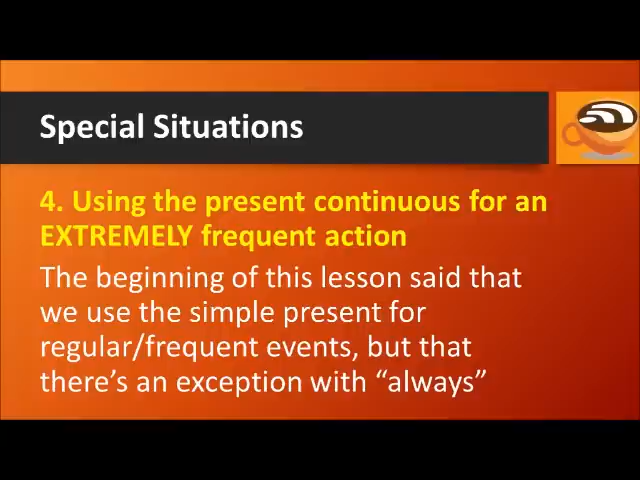 Special Situations
4. Using the present continuous for an
EXTREMELY frequent action
The beginning of this lesson said that
we use the simple present for
regular/frequent events, but that
there’s an exception with “always”